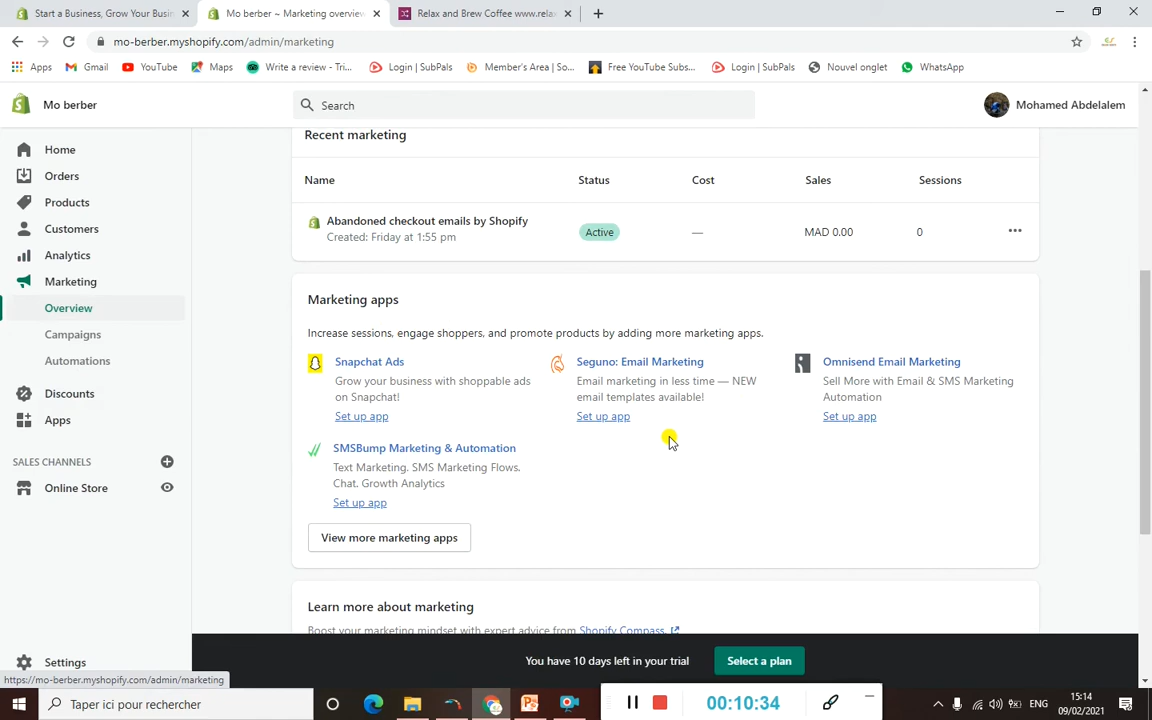 Start a Business, Grow Your Busin
Mo berber ~ Marketing overview
Relax and Brew Coffee www.relax
mo-berber.myshopify.com/admin/marketing
Apps
Gmail
YouTube
Maps
Write a review - Tri...
Login | SubPals
Member's Area | So...
Free YouTube Subs...
Login | SubPals
Nouvel onglet
WhatsApp
Mo berber
Search
Mohamed Abdelalem
Home
Orders
Products
Customers
Analytics
Marketing
Overview
Campaigns
Automations
Discounts
Apps
SALES CHANNELS
Online Store
Settings
Recent marketing
Name Status Cost Sales Sessions
Abandoned checkout emails by Shopify
Created: Friday at 1:55 pm
Active — MAD 0.00 0
Marketing apps
Increase sessions, engage shoppers, and promote products by adding more marketing apps.
Snapchat Ads
Grow your business with shoppable ads
on Snapchat!
Set up app
Seguno: Email Marketing
Email marketing in less time — NEW
email templates available!
Set up app
Omnisend Email Marketing
Sell More with Email & SMS Marketing
Automation
Set up app
SMSBump Marketing & Automation
Text Marketing. SMS Marketing Flows.
Chat. Growth Analytics
Set up app
View more marketing apps
Learn more about marketing
Boost your marketing mindset with expert advice from Shopify Compass.
You have 10 days left in your trial
Select a plan
https://mo-berber.myshopify.com/admin/marketing
Taper ici pour rechercher
00:10:34
ENG
15:14
09/02/2021